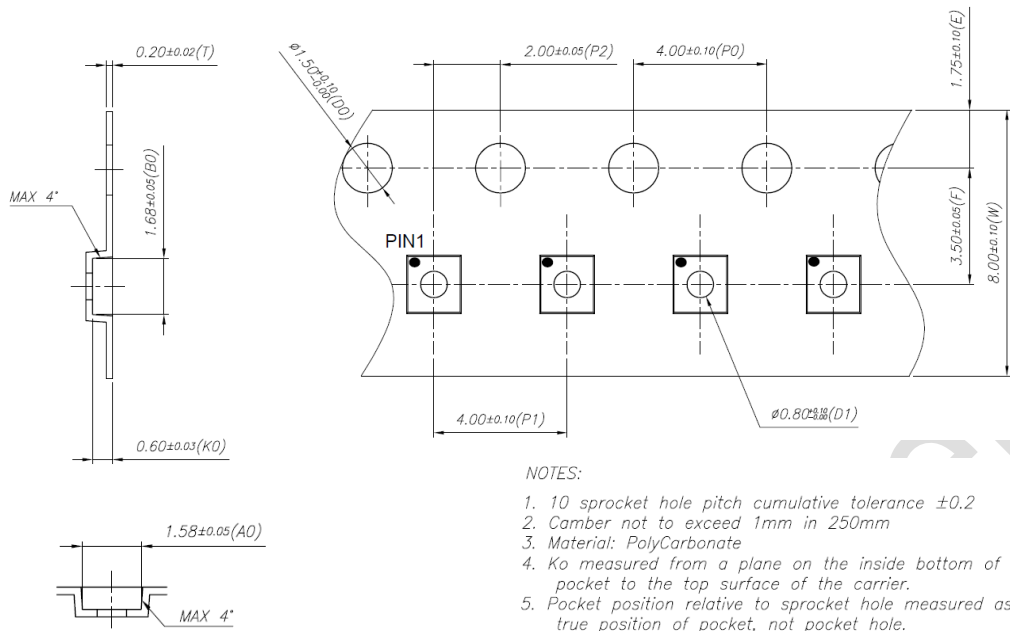 0.20±0.02(T)
2.00±0.05(P2)
4.00±0.10(P0)
1.75±0.10(E)
ø1.50+0.10-0.00(D0)
1.68±0.05(B0)
MAX 4°
3.50±0.05(F)
8.00±0.10(W)
PIN1
4.00±0.10(P1)
ø0.80 (D1)
0.60±0.03(K0)
1.58±0.05(A0)
MAX 4°
NOTES:
1. 10 sprocket hole pitch cumulative tolerance ±0.2
2. Camber not to exceed 1mm in 250mm
3. Material: PolyCarbonate
4. Ko measured from a plane on the inside bottom of
pocket to the top surface of the carrier.
5. Pocket position relative to sprocket hole measured as
true position of pocket, not pocket hole.